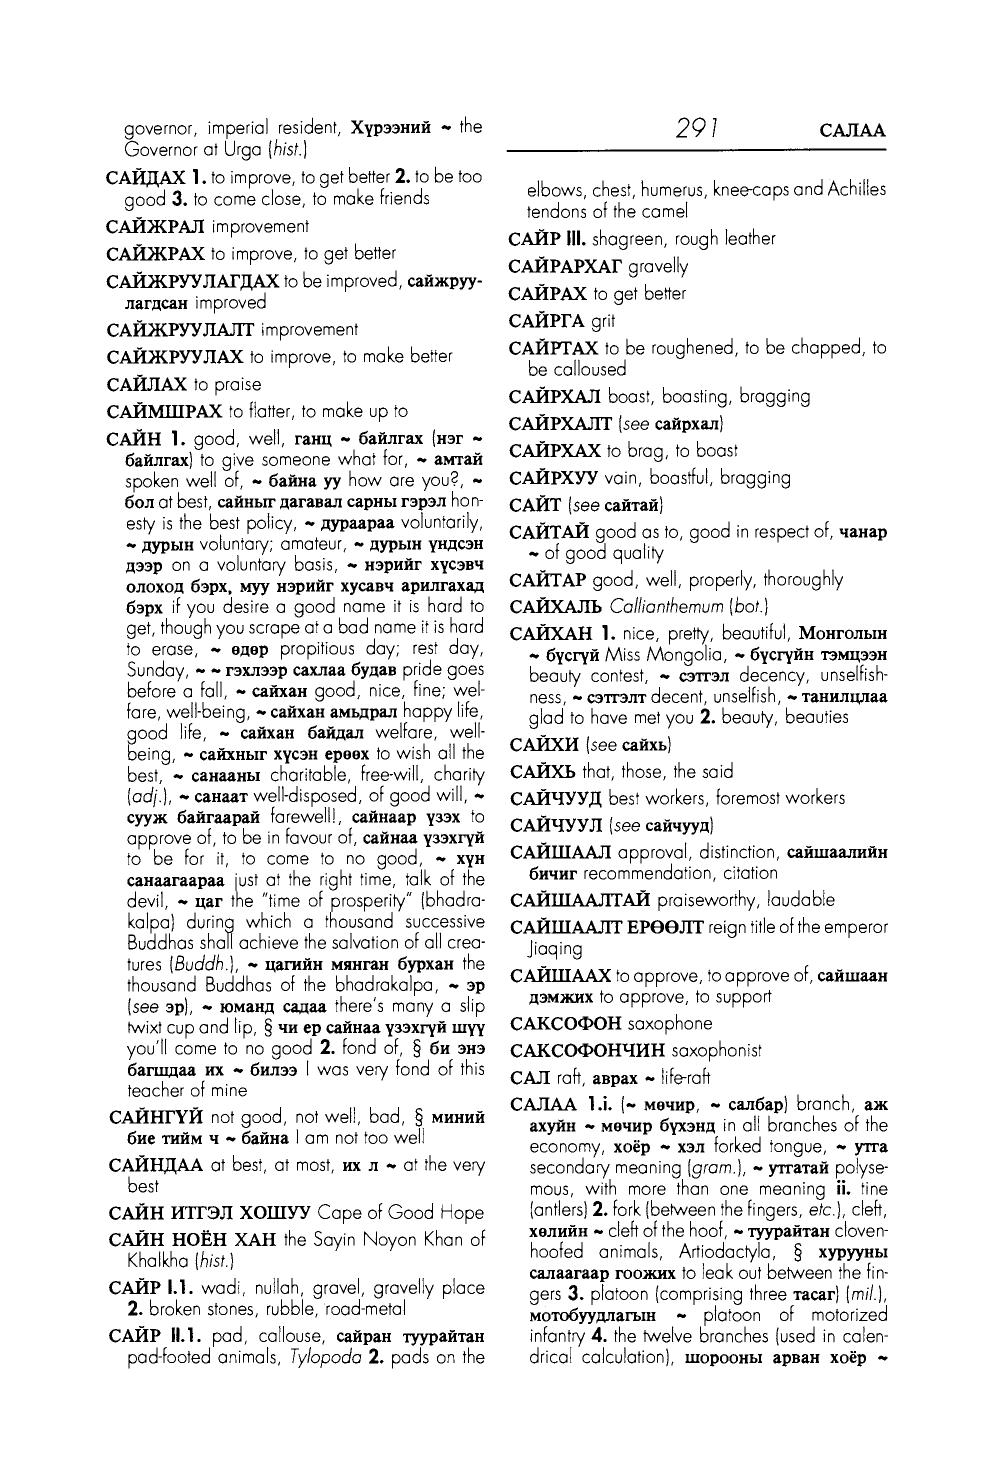 governor, imperial resident, Хүрээний ~ the
Governor at Urga (hist.)
САЙДАХ 1. to improve, to get better 2. to be too
good 3. to come close, to make friends
САЙЖРАЛ improvement
САЙЖРАХ to improve, to get better
САЙЖРУУЛАГДАХ to be improved, сайжруу-
лагдсан improved
САЙЖРУУЛАЛТ improvement
САЙЖРУУЛАХ to improve, to make better
САЙЛАХ to praise
САЙМШРАХ to flatter, to make up to
САЙН 1. good, well, ганц ~ байлгах (нэг ~
байлгах) to give someone what for, ~ амтай
spoken well of, ~ байна уу how are you?, ~
бол at best, сайныг дагавал сарны гэрэл hon-
esty is the best policy, ~ дураараа voluntarily,
~ дурын voluntary; amateur, ~ дурын үндсэн
дээр on a voluntary basis, ~ нэрийг хүсэвч
олоход бэрх, муу нэрийг хусавч арилгахад
бэрх if you desire a good name it is hard to
get, though you scrape at a bad name it is hard
to erase, ~ өдөр propitious day; rest day,
Sunday, ~ ~ гэхлээр сахлаа будав pride goes
before a fall, ~ сайхан good, nice, fine; wel-
fare, well-being, ~ сайхан амьдрал happy life,
good life, ~ сайхан байдал welfare, well-
being, ~ сайхныг хүсэн ерөөх to wish all the
best, ~ санааны charitable, free-will, charity
(adj.), ~ санаат well-disposed, of good will, ~
сууж байгаарай farewell!, сайнаар үзэх to
approve of, to be in favour of, сайнаа үзэхгүй
to be for it, to come to no good, ~ хүн
санаагаараа just at the right time, talk of the
devil, ~ цаг the "time of prosperity" (bhadra-
kalpa) during which a thousand successive
Buddhas shall achieve the salvation of all crea-
tures (Buddh.), ~ цагийн мянган бурхан the
thousand Buddhas of the bhadrakalpa, ~ эр
(see эр), ~ юманд садаа there's many a slip
twixt cup and lip, § чи ер сайнаа үзэхгүй шүү
you'll come to no good 2. fond of, § би энэ
багшдаа их ~ билээ I was very fond of this
teacher of mine
САЙНГҮЙ not good, not well, bad, § миний
бие тийм ч ~ байна I am not too well
САЙНДАА at best, at most, их л ~ at the very
best
САЙН ИТГЭЛ ХОШУУ Cape of Good Hope
САЙН НОЁН ХАН the Sayin Noyon Khan of
Khalkha (hist.)
САЙР I.1. wadi, nullah, gravel, gravelly place
2. broken stones, rubble, road-metal
САЙР II.1. pad, callouse, сайран туурайтан
pad-footed animals, Tylopoda 2. pads on the
291 САЛАА
elbows, chest, humerus, knee-caps and Achilles
tendons of the camel
САЙР III. shagreen, rough leather
САЙРАРХАГ gravelly
САЙРАХ to get better
САЙРГА grit
САЙРТАХ to be roughened, to be chapped, to
be calloused
САЙРХАЛ boast, boasting, bragging
САЙРХАЛТ (see сайрхал)
САЙРХАХ to brag, to boast
САЙРХУУ vain, boastful, bragging
САЙТ (see сайтай)
САЙТАЙ good as to, good in respect of, чанар
~ of good quality
САЙТАР good, well, properly, thoroughly
САЙХАЛЬ Callianthemum (bot.)
САЙХАН 1. nice, pretty, beautiful, Монголын
~ бүсгүй Miss Mongolia, ~ бүсгүйн тэмцээн
beauty contest, ~ сэтгэл decency, unselfish-
ness, ~ сэтгэлт decent, unselfish, ~ танилцлаа
glad to have met you 2. beauty, beauties
САЙХИ (see сайхь)
САЙХЬ that, those, the said
САЙЧУУД best workers, foremost workers
САЙЧУУЛ (see сайчууд)
САЙШААЛ approval, distinction, сайшаалийн
бичиг recommendation, citation
САЙШААЛТАЙ praiseworthy, laudable
САЙШААЛТ ЕРӨӨЛТ reign title of the emperor
Jiaqing
САЙШААХ to approve, to approve of, сайшаан
дэмжих to approve, to support
САКСОФОН saxophone
САКСОФОНЧИН saxophonist
САЛ raft, аврах ~ life-raft
САЛАА 1.i. (~ мөчир, ~ салбар) branch, аж
ахуйн ~ мөчир бүхэнд in all branches of the
economy, хоёр ~ хэл forked tongue, ~ утга
secondary meaning (gram.), ~ утгатай polyse-
mous, with more than one meaning ii. tine
(antlers) 2. fork (between the fingers, etc.), cleft,
хөлийн ~ cleft of the hoof, ~ туурайтан cloven-
hoofed animals, Artiodactyla, § хурууны
салаагаар гоожих to leak out between the fin-
gers 3. platoon (comprising three тасаг) (mil.),
мотобуудлагын ~ platoon of motorized
infantry 4. the twelve branches (used in calen-
drical calculation), шорооны арван хоёр ~